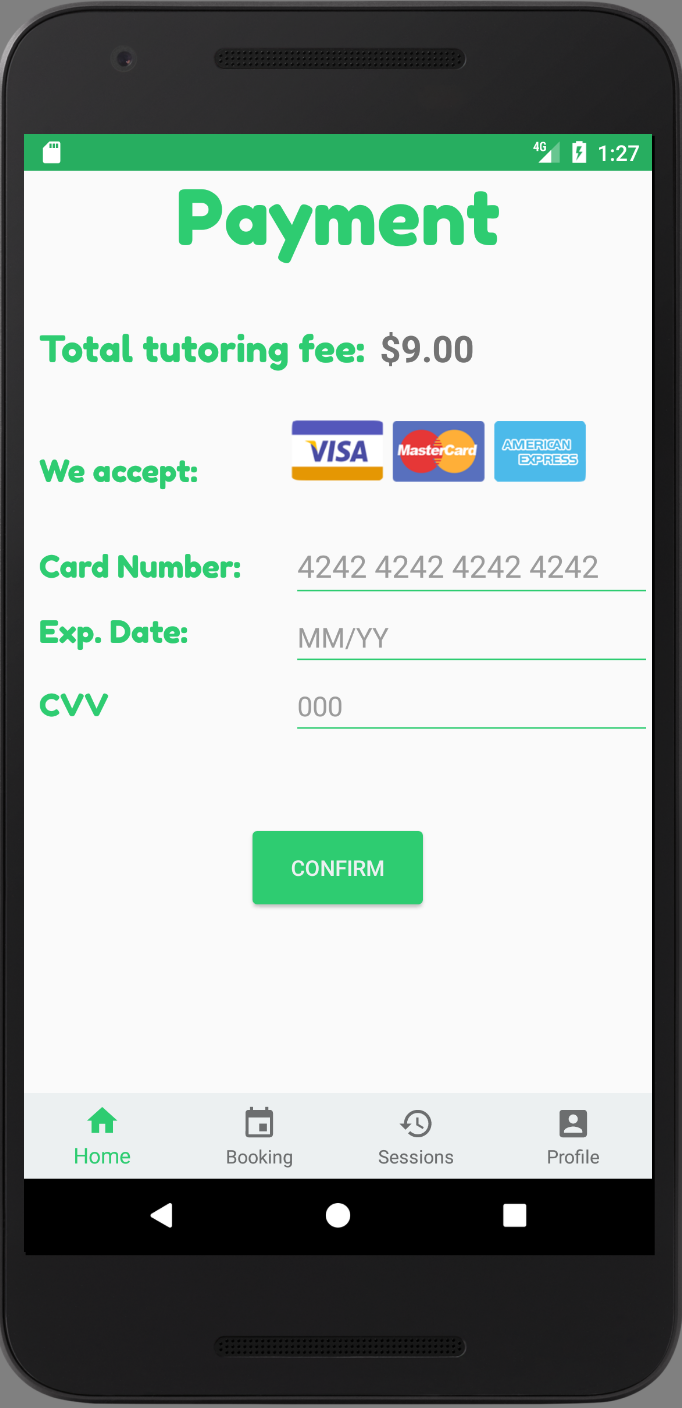 4G 1:27
Payment
Total tutoring fee: $9.00
We accept: VISA MasterCard AMERICAN EXPRESS
Card Number: 4242 4242 4242 4242
Exp. Date: MM/YY
CVV 000
CONFIRM
Home Booking Sessions Profile